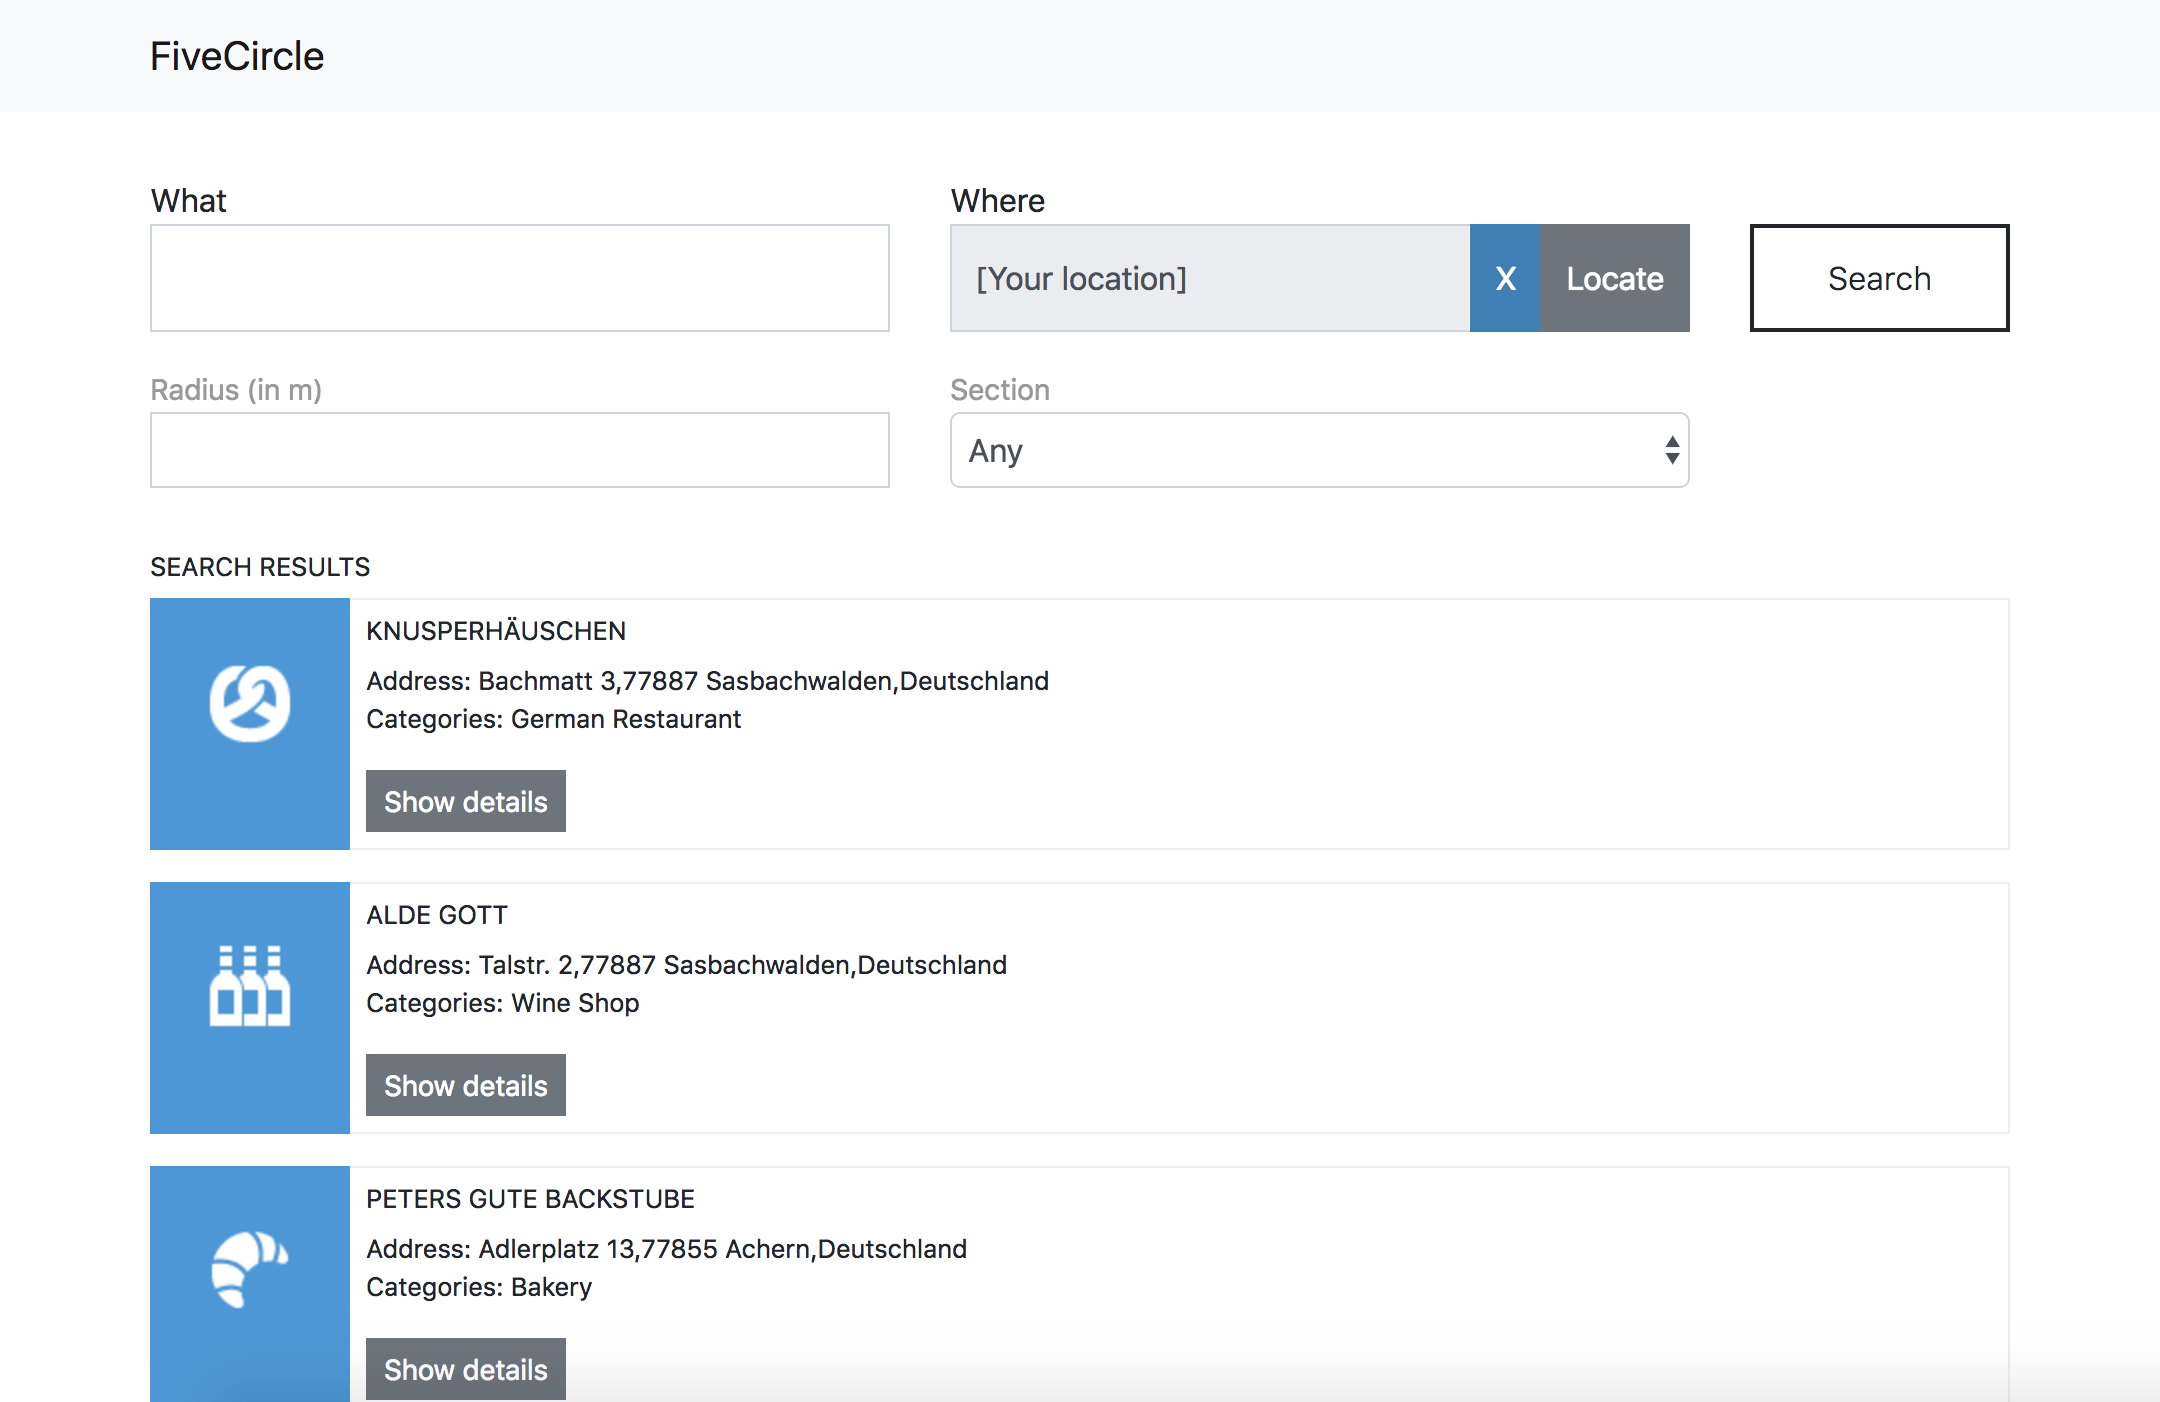 FiveCircle
What
Where
[Your location]
X
Locate
Search
Radius (in m)
Section
Any
SEARCH RESULTS
KNUSPERHÄUSCHEN
Address: Bachmatt 3,77887 Sasbachwalden,Deutschland
Categories: German Restaurant
Show details
ALDE GOTT
Address: Talstr. 2,77887 Sasbachwalden,Deutschland
Categories: Wine Shop
Show details
PETERS GUTE BACKSTUBE
Address: Adlerplatz 13,77855 Achern,Deutschland
Categories: Bakery
Show details